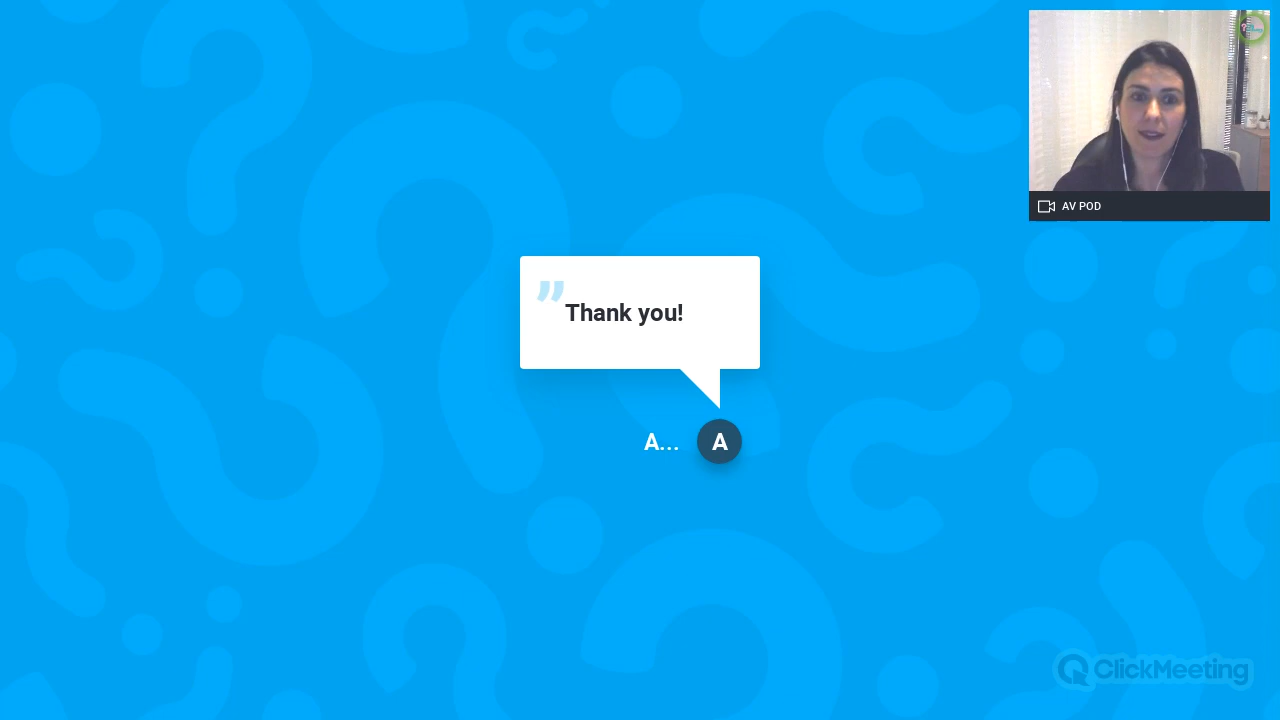 AV POD
”
Thank you!
A...
A
ClickMeeting